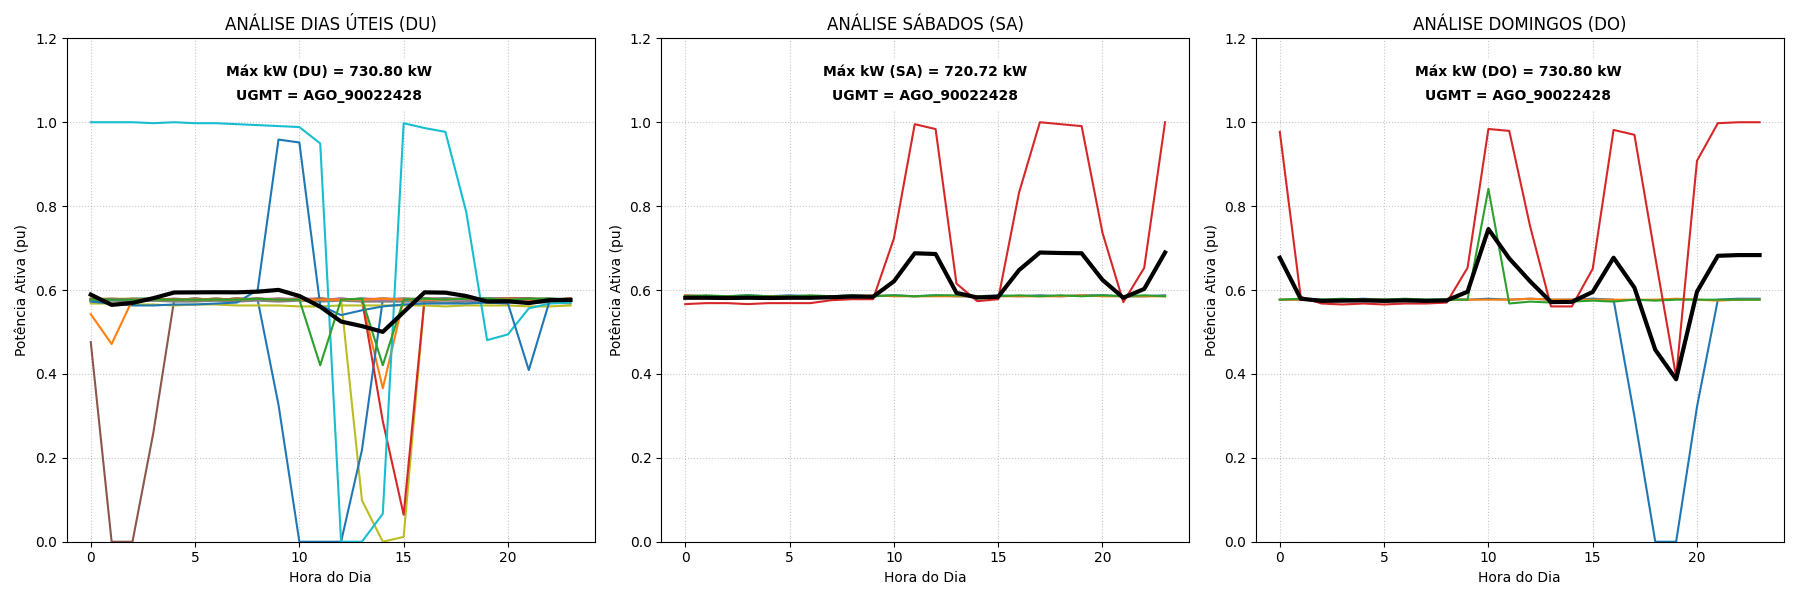 ANÁLISE DIAS ÚTEIS (DU)
Máx kW (DU) = 730.80 kW
UGMT = AGO_90022428
Potência Ativa (pu)
1.2
1.0
0.8
0.6
0.4
0.2
0.0
0 5 10 15 20
Hora do Dia
ANÁLISE SÁBADOS (SA)
Máx kW (SA) = 720.72 kW
UGMT = AGO_90022428
Potência Ativa (pu)
1.2
1.0
0.8
0.6
0.4
0.2
0.0
0 5 10 15 20
Hora do Dia
ANÁLISE DOMINGOS (DO)
Máx kW (DO) = 730.80 kW
UGMT = AGO_90022428
Potência Ativa (pu)
1.2
1.0
0.8
0.6
0.4
0.2
0.0
0 5 10 15 20
Hora do Dia